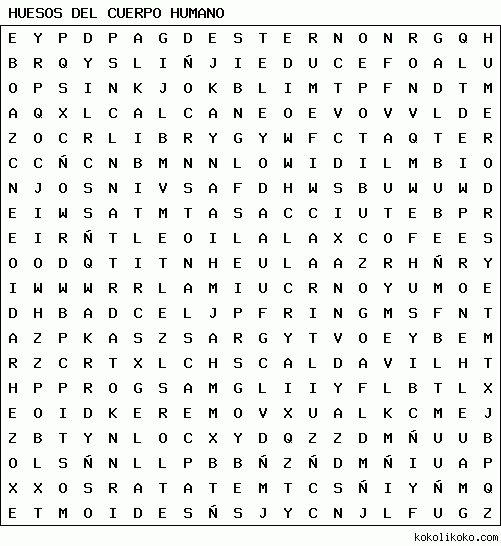 HUESOS DEL CUERPO HUMANO
E Y P D P A G D E S T E R N O N R G Q H
B R Q Y S L I Ñ J I E D U C E F O A L U
O P S I N K J O K B L I M T P F N D T M
A Q X L C A L C A N E O E V O V V L D E
Z O C R L I B R Y G Y W F C T A Q T E R
C C Ñ C N B M N N L O W I D I L M B I O
N J O S N I V S A F D H W S B U W U W D
E I W S A T M T A S A C C I U T E B P R
E I R Ñ T L E O I L A L A X C O F E E S
O O D Q T I T N H E U L A A Z R H Ñ R Y
I W W W R R L A M I U C R N O Y U M O E
D H B A D C E L J P F R I N G M S F N T
A Z P K A S Z S A R G Y T V O E Y B E M
R Z C R T X L C H S C A L D A V I L H T
H P P R O G S A M G L I I Y F L B T L X
E O I D K E R E M O V X U A L K C M E J
Z B T Y N L O C X Y D Q Z Z D M Ñ U U B
O L S Ñ N L L P B B Ñ Z Ñ D M Ñ I U A P
X X O S R A T A T E M T C S Ñ I Y Ñ M Q
E T M O I D E S Ñ S J Y C N J L F U G Z
kokolikoko.com